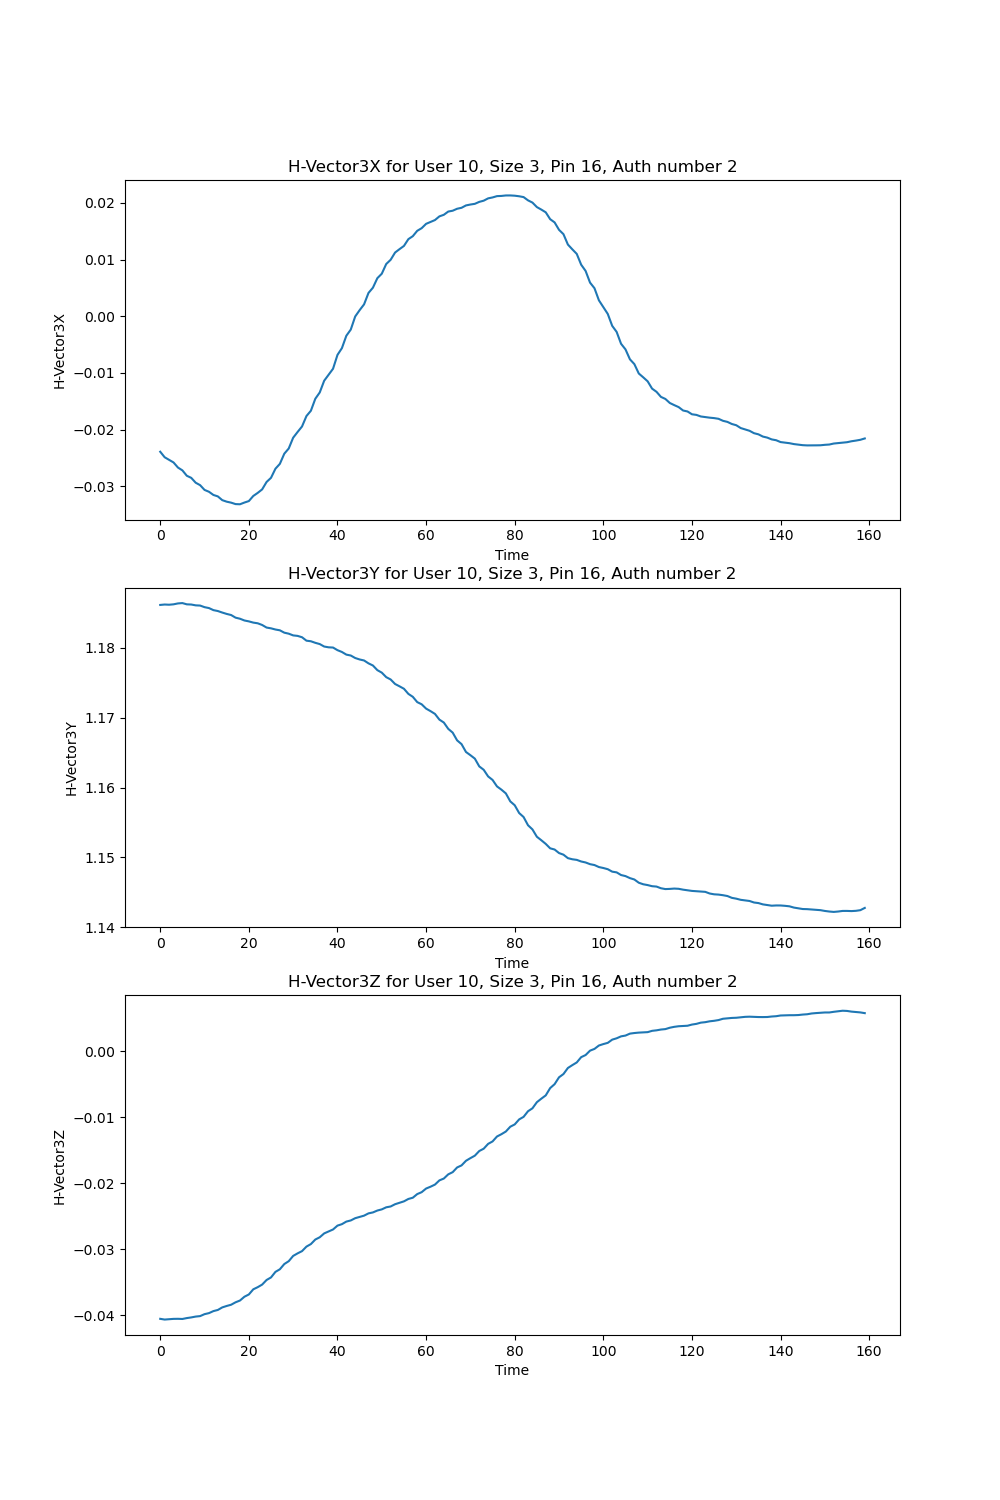 H-Vector3X for User 10, Size 3, Pin 16, Auth number 2
0.02
0.01
0.00
−0.01
−0.02
−0.03
H-Vector3X
0 20 40 60 80 100 120 140 160
Time
H-Vector3Y for User 10, Size 3, Pin 16, Auth number 2
1.18
1.17
1.16
1.15
1.14
H-Vector3Y
0 20 40 60 80 100 120 140 160
Time
H-Vector3Z for User 10, Size 3, Pin 16, Auth number 2
0.00
−0.01
−0.02
−0.03
−0.04
H-Vector3Z
0 20 40 60 80 100 120 140 160
Time